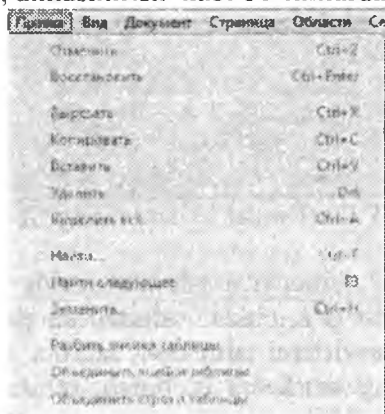 Правка Вид Документ Страница Области
Отменить Ctrl+Z
Восстановить Ctrl+Enter
Вырезать Ctrl+X
Копировать Ctrl+C
Вставить Ctrl+V
Удалить Del
Выделить все Ctrl+A
Найти... Ctrl+F
Найти следующее F3
Заменить... Ctrl+H
Разбить ячейки таблицы
Объединить ячейки таблицы
Объединить строки таблицы